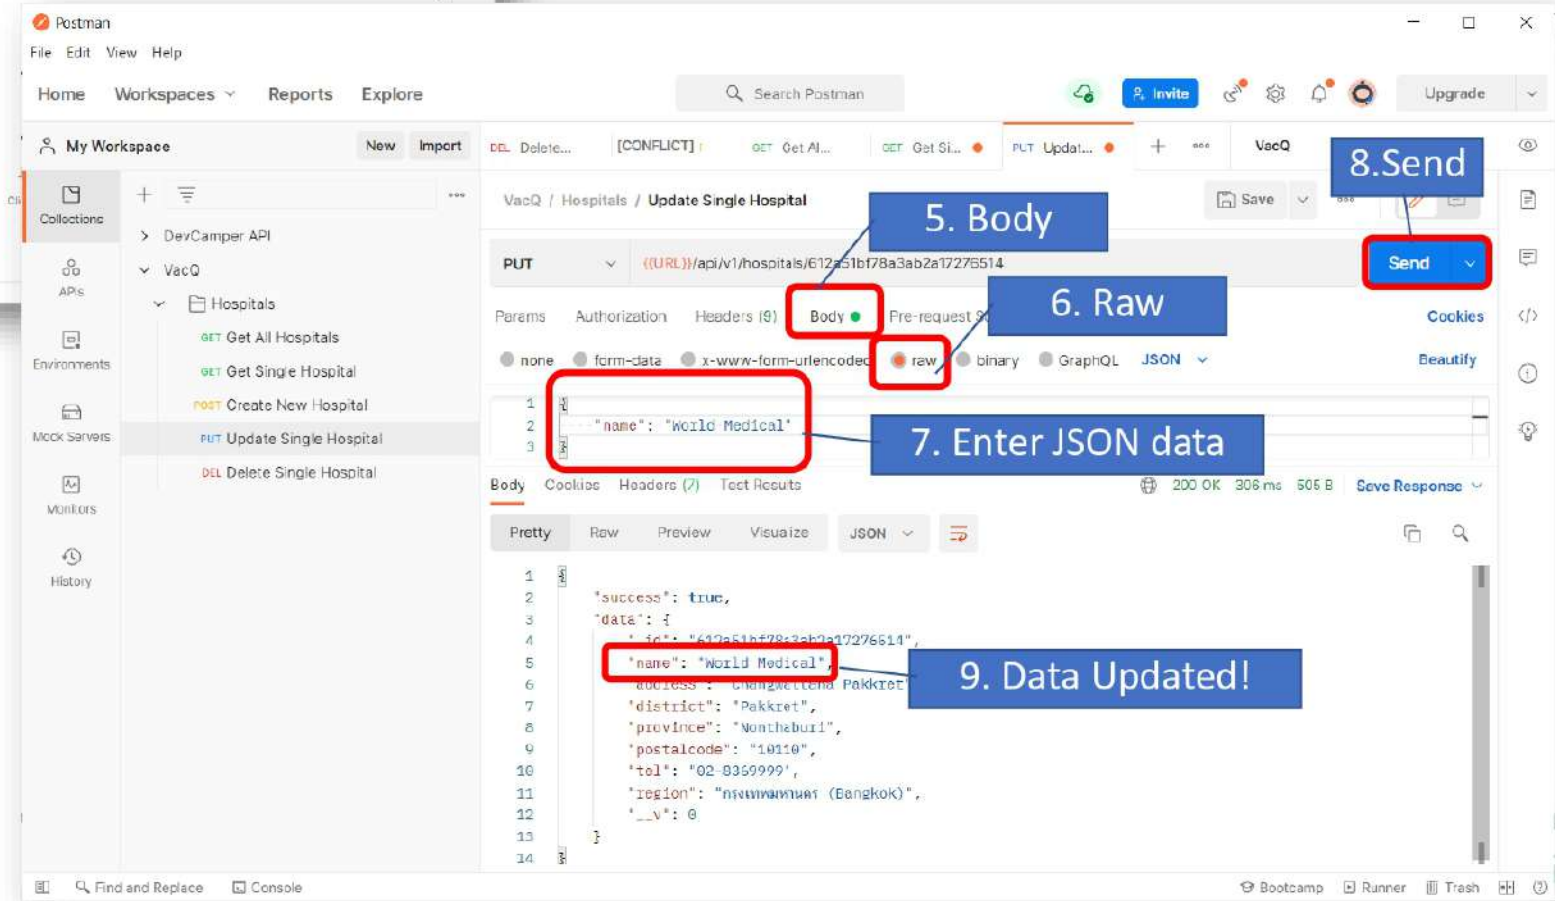 Postman
File Edit View Help
Home Workspaces Reports Explore
Search Postman
Invite
Upgrade
My Workspace
New Import
DEL Delete...
[CONFLICT]
GET Get Al...
GET Get Si...
PUT Updat...
VacQ
8.Send
Collections
VacQ / Hospitals / Update Single Hospital
Save
5. Body
DevCamper API
VacQ
Hospitals
GET Get All Hospitals
GET Get Single Hospital
POST Create New Hospital
PUT Update Single Hospital
DEL Delete Single Hospital
APIs
Environments
Mock Servers
Monitors
History
PUT
{{URL}}/api/v1/hospitals/612a51bf78a3ab2a17276514
Send
6. Raw
Params Authorization Headers (9) Body Pre-request
Cookies
none form-data x-www-form-urlencoded raw binary GraphQL JSON
Beautify
1 {
2 "name": "World Medical"
3 }
7. Enter JSON data
Body Cookies Headers (7) Test Results
200 OK 306 ms 505 B Save Response
Pretty Raw Preview Visualize JSON
1 {
2 "success": true,
3 "data": {
4 "_id": "612a51bf78a3ab2a17276514",
5 "name": "World Medical",
9. Data Updated!
6 "address": "Changwattana Pakkret"
7 "district": "Pakkret",
8 "province": "Nonthaburi",
9 "postalcode": "10110",
10 "tel": "02-8369999",
11 "region": "กรุงเทพมหานคร (Bangkok)",
12 "__v": 0
13 }
14 }
Find and Replace Console
Bootcamp Runner Trash